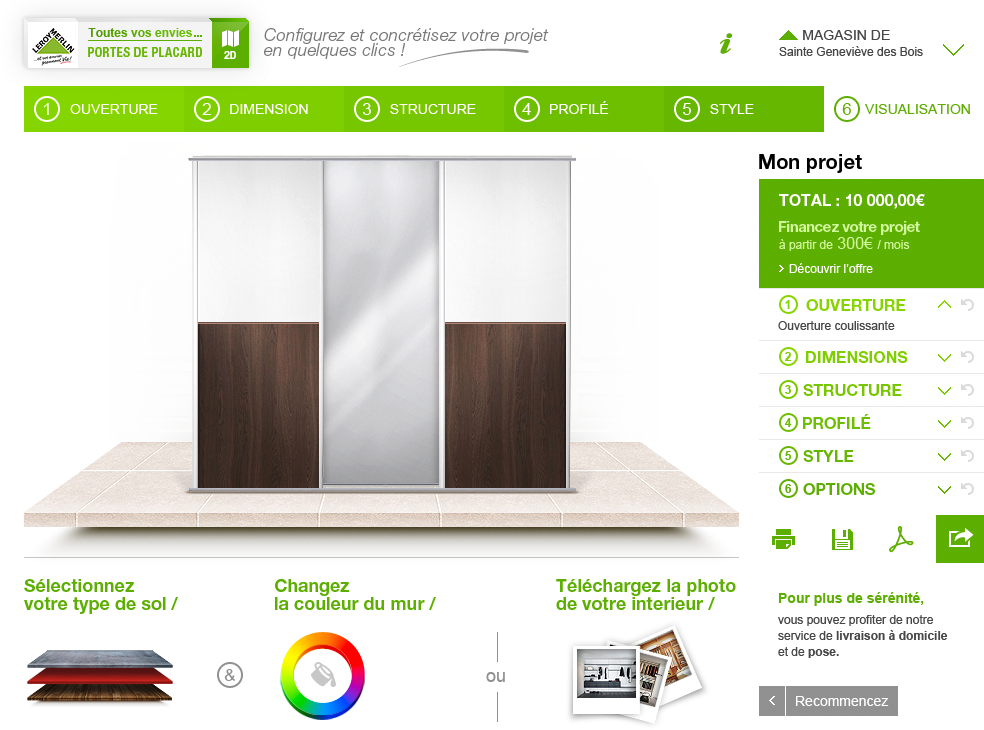 LEROY MERLIN
...et vos envies prennent vie !
Toutes vos envies...
PORTES DE PLACARD
2D
Configurez et concrétisez votre projet
en quelques clics !
i
MAGASIN DE
Sainte Geneviève des Bois
1 OUVERTURE
2 DIMENSION
3 STRUCTURE
4 PROFILÉ
5 STYLE
6 VISUALISATION
Mon projet
TOTAL : 10 000,00€
Financez votre projet
à partir de 300€ / mois
> Découvrir l'offre
1 OUVERTURE
Ouverture coulissante
2 DIMENSIONS
3 STRUCTURE
4 PROFILÉ
5 STYLE
6 OPTIONS
Sélectionnez
votre type de sol /
Changez
la couleur du mur /
Téléchargez la photo
de votre interieur /
&
ou
Pour plus de sérénité,
vous pouvez profiter de notre
service de livraison à domicile
et de pose.
< Recommencez